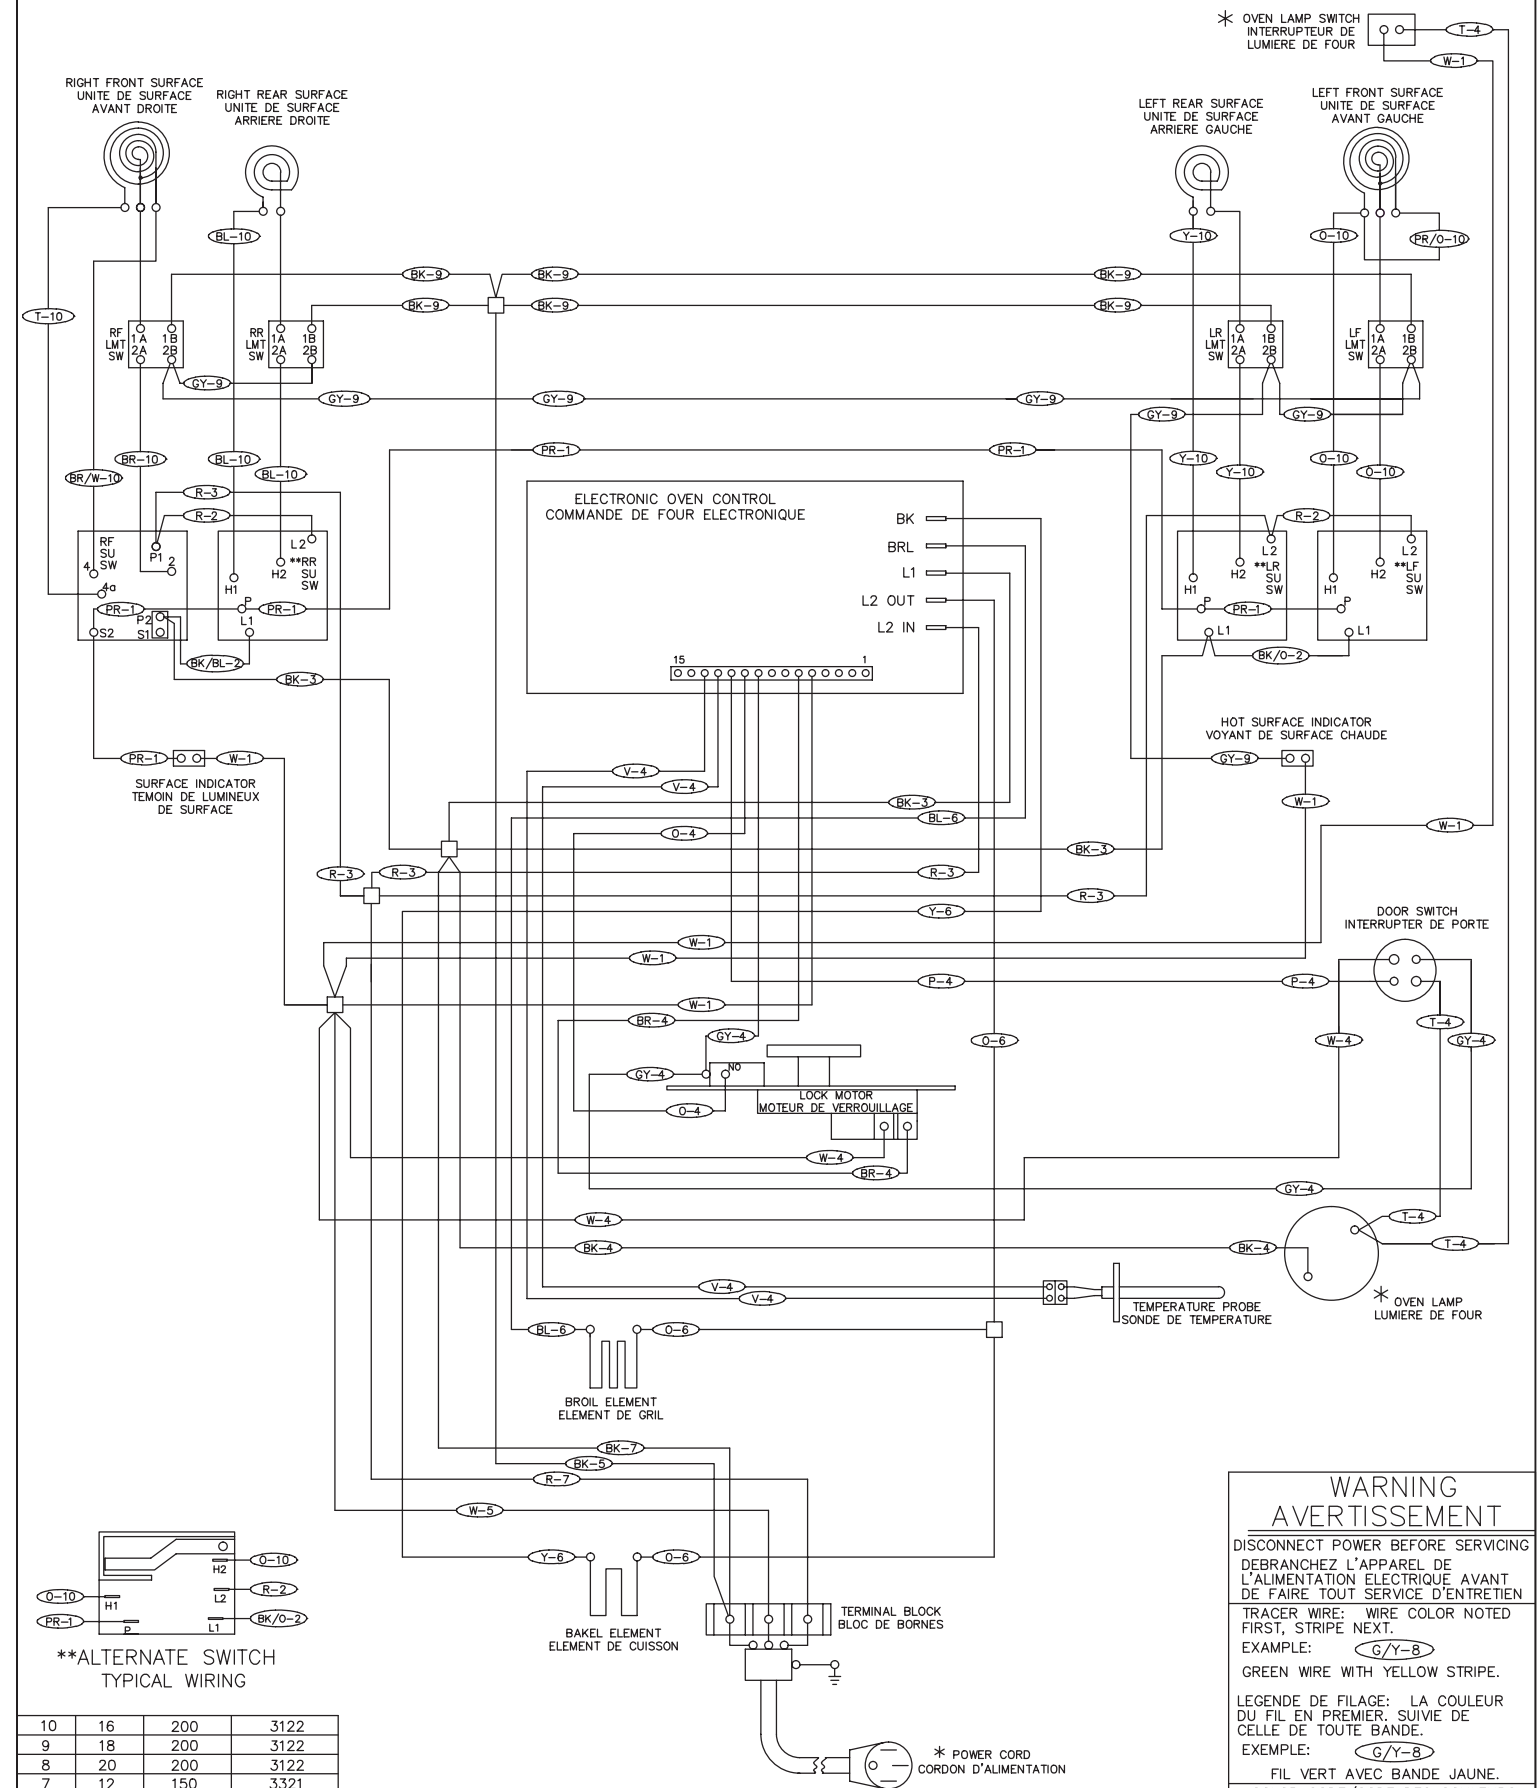 OVEN LAMP SWITCH
INTERRUPTEUR DE
LUMIERE DE FOUR
T-4
W-1
RIGHT FRONT SURFACE
UNITE DE SURFACE
AVANT DROITE
RIGHT REAR SURFACE
UNITE DE SURFACE
ARRIERE DROITE
LEFT REAR SURFACE
UNITE DE SURFACE
ARRIERE GAUCHE
LEFT FRONT SURFACE
UNITE DE SURFACE
AVANT GAUCHE
BL-10
Y-10
O-10
PR/O-10
BK-9
BK-9
BK-9
BK-9
BK-9
BK-9
T-10
RF
LMT
SW
1A
2A
1B
2B
RR
LMT
SW
1A
2A
1B
2B
LR
LMT
SW
1A
2A
1B
2B
LF
LMT
SW
1A
2A
1B
2B
GY-9
GY-9
GY-9
GY-9
GY-9
GY-9
PR-1
PR-1
BR/W-10
BR-10
BL-10
BL-10
Y-10
Y-10
O-10
O-10
R-3
R-2
R-2
ELECTRONIC OVEN CONTROL
COMMANDE DE FOUR ELECTRONIQUE
BK
BRL
L1
L2 OUT
L2 IN
15
1
RF
SU
SW
P1
2
4
4a
S2
P2
S1
PR-1
L2
**RR
SU
SW
H2
H1
P
L1
PR-1
BK/BL-2
BK-3
L2
**LR
SU
SW
H2
H1
P
L1
PR-1
L2
**LF
SU
SW
H2
H1
P
L1
BK/O-2
PR-1
W-1
SURFACE INDICATOR
TEMOIN DE LUMINEUX
DE SURFACE
HOT SURFACE INDICATOR
VOYANT DE SURFACE CHAUDE
GY-9
W-1
V-4
V-4
BK-3
BL-6
O-4
W-1
BK-3
R-3
R-3
R-3
R-3
Y-6
DOOR SWITCH
INTERRUPTER DE PORTE
W-1
W-1
P-4
P-4
W-1
BR-4
GY-4
O-6
T-4
W-4
GY-4
GY-4
NO
LOCK MOTOR
MOTEUR DE VERROUILLAGE
O-4
W-4
BR-4
GY-4
W-4
T-4
BK-4
BK-4
T-4
V-4
V-4
TEMPERATURE PROBE
SONDE DE TEMPERATURE
OVEN LAMP
LUMIERE DE FOUR
BL-6
O-6
BROIL ELEMENT
ELEMENT DE GRIL
BK-7
BK-5
R-7
W-5
Y-6
O-6
BAKEL ELEMENT
ELEMENT DE CUISSON
TERMINAL BLOCK
BLOC DE BORNES
* POWER CORD
CORDON D'ALIMENTATION
O-10
H2
O-10
H1
L2
R-2
PR-1
P
L1
BK/O-2
**ALTERNATE SWITCH
TYPICAL WIRING
10 16 200 3122
9 18 200 3122
8 20 200 3122
7 12 150 3321
WARNING
AVERTISSEMENT
DISCONNECT POWER BEFORE SERVICING
DEBRANCHEZ L'APPAREL DE
L'ALIMENTATION ELECTRIQUE AVANT
DE FAIRE TOUT SERVICE D'ENTRETIEN
TRACER WIRE: WIRE COLOR NOTED
FIRST, STRIPE NEXT.
EXAMPLE: G/Y-8
GREEN WIRE WITH YELLOW STRIPE.
LEGENDE DE FILAGE: LA COULEUR
DU FIL EN PREMIER. SUIVIE DE
CELLE DE TOUTE BANDE.
EXEMPLE: G/Y-8
FIL VERT AVEC BANDE JAUNE.